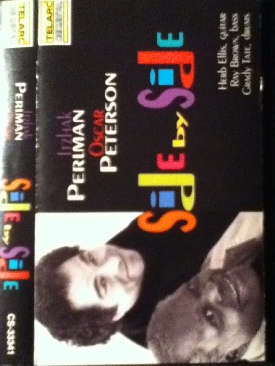 TELARC
Itzhak
PERLMAN
Oscar
PETERSON
Side by Side
Herb Ellis, guitar
Ray Brown, bass
Grady Tate, drums
TELARC
PERLMAN
Side by Side
CS-33341